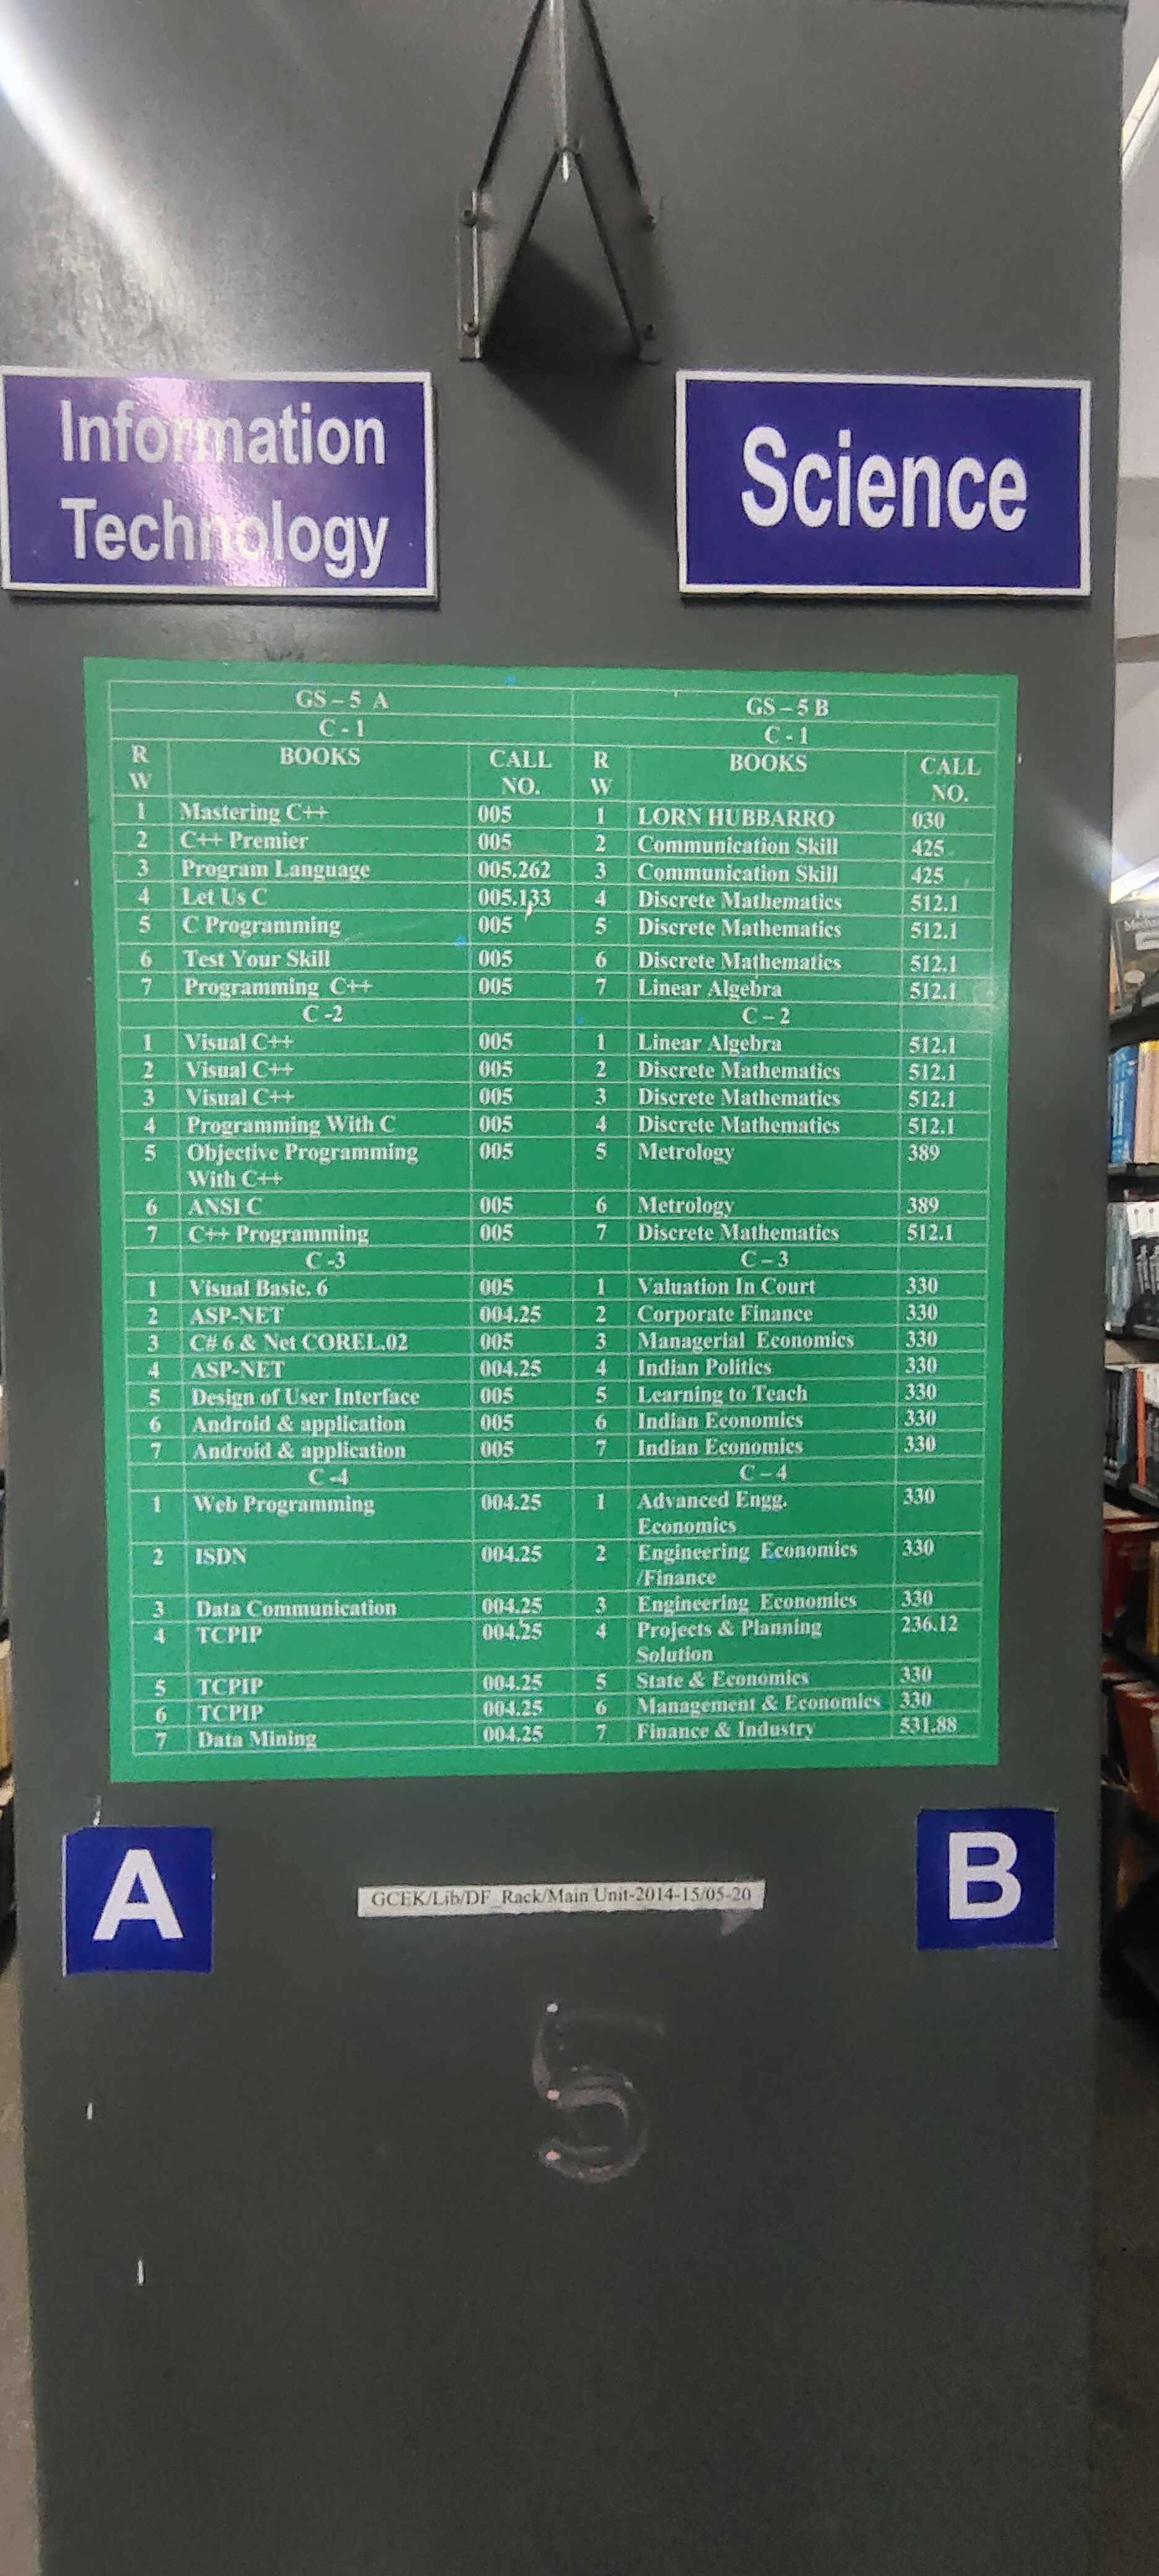 Information
Technology
Science
GS – 5 A GS – 5 B
C - 1 C - 1
R W BOOKS CALL NO. R W BOOKS CALL NO.
1 Mastering C++ 005 1 LORN HUBBARRO 030
2 C++ Premier 005 2 Communication Skill 425
3 Program Language 005.262 3 Communication Skill 425
4 Let Us C 005.133 4 Discrete Mathematics 512.1
5 C Programming 005 5 Discrete Mathematics 512.1
6 Test Your Skill 005 6 Discrete Mathematics 512.1
7 Programming C++ 005 7 Linear Algebra 512.1
C -2 C – 2
1 Visual C++ 005 1 Linear Algebra 512.1
2 Visual C++ 005 2 Discrete Mathematics 512.1
3 Visual C++ 005 3 Discrete Mathematics 512.1
4 Programming With C 005 4 Discrete Mathematics 512.1
5 Objective Programming With C++ 005 5 Metrology 389
6 ANSI C 005 6 Metrology 389
7 C++ Programming 005 7 Discrete Mathematics 512.1
C -3 C – 3
1 Visual Basic. 6 005 1 Valuation In Court 330
2 ASP-NET 004.25 2 Corporate Finance 330
3 C# 6 & Net COREL.02 005 3 Managerial Economics 330
4 ASP-NET 004.25 4 Indian Politics 330
5 Design of User Interface 005 5 Learning to Teach 330
6 Android & application 005 6 Indian Economics 330
7 Android & application 005 7 Indian Economics 330
C -4 C – 4
1 Web Programming 004.25 1 Advanced Engg. Economics 330
2 ISDN 004.25 2 Engineering Economics /Finance 330
3 Data Communication 004.25 3 Engineering Economics 330
4 TCPIP 004.25 4 Projects & Planning Solution 236.12
5 TCPIP 004.25 5 State & Economics 330
6 TCPIP 004.25 6 Management & Economics 330
7 Data Mining 004.25 7 Finance & Industry 531.88
A
GCEK/Lib/DF_Rack/Main Unit-2014-15/05-20
B
5